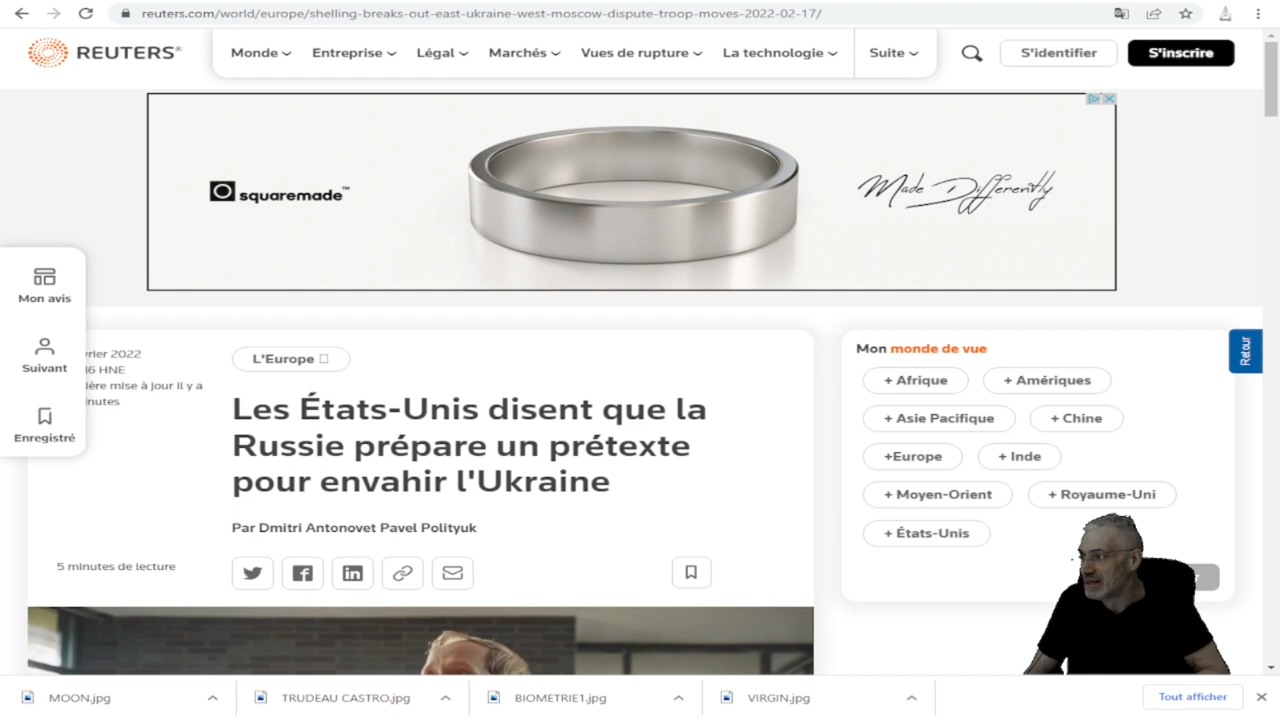 reuters.com/world/europe/shelling-breaks-out-east-ukraine-west-moscow-dispute-troop-moves-2022-02-17/
REUTERS®
Monde
Entreprise
Légal
Marchés
Vues de rupture
La technologie
Suite
S'identifier
S'inscrire
squaremade™
Made Differently
Mon avis
Suivant
Enregistré
vrier 2022
6 HNE
ière mise à jour Il y a
nutes
L'Europe
Les États-Unis disent que la
Russie prépare un prétexte
pour envahir l'Ukraine
Par Dmitri Antonovet Pavel Polityuk
5 minutes de lecture
Mon monde de vue
+ Afrique
+ Amériques
+ Asie Pacifique
+ Chine
+Europe
+ Inde
+ Moyen-Orient
+ Royaume-Uni
+ États-Unis
Retour
MOON.jpg
TRUDEAU CASTRO.jpg
BIOMETRIE1.jpg
VIRGIN.jpg
Tout afficher